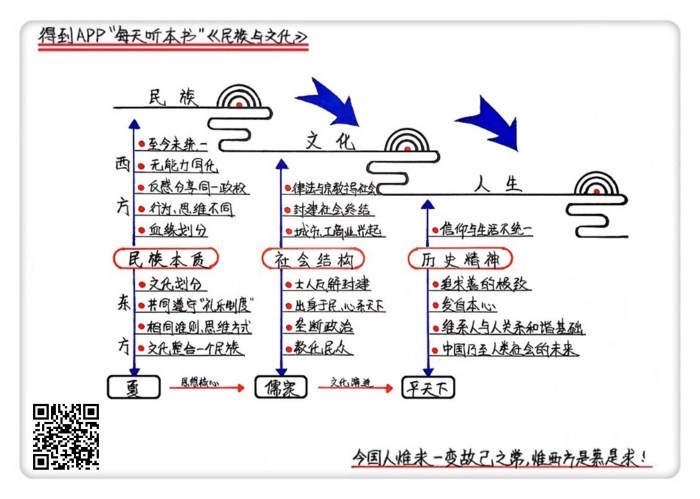 得到APP“每天听本书”《民族与文化》
民族
文化
人生
西方
至今未统一
无能力同化
反感分享同一政权
行为、思维不同
血缘划分
律法与宗教揭社会
封建社会终结
城市、工商业兴起
信仰与生活不统一
民族本质
社会结构
历史精神
东方
文化划分
共同遵守“礼乐制度”
相同准则、思维方式
文化整合一个民族
士人瓦解封建
出身于民、心系天下
垄断政治
教化民众
追求善的极致
发自本心
维系人与人关系和谐基础
中国乃至人类社会的未来
夏
思想核心
儒家
文化演进
平天下
今国人惟求一变故己之常,惟西方是慕是求!